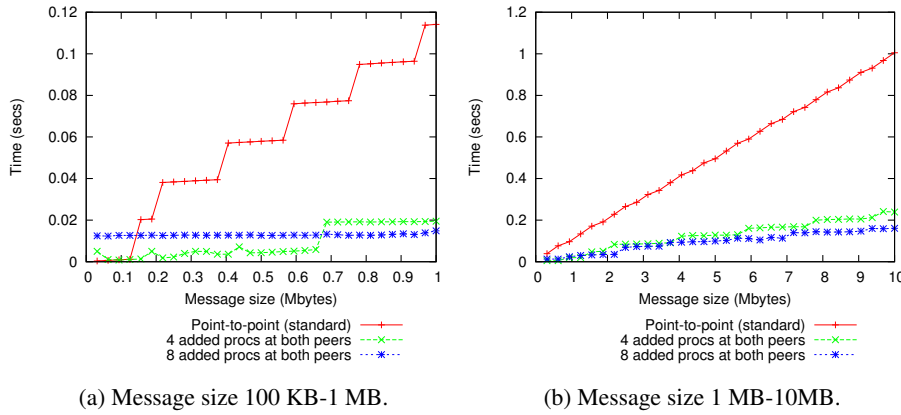 0.12
0.1
0.08
0.06
0.04
0.02
0
Time (secs)
0 0.1 0.2 0.3 0.4 0.5 0.6 0.7 0.8 0.9 1
Message size (Mbytes)
Point-to-point (standard)
4 added procs at both peers
8 added procs at both peers
(a) Message size 100 KB-1 MB.
1.2
1
0.8
0.6
0.4
0.2
0
Time (secs)
0 1 2 3 4 5 6 7 8 9 10
Message size (Mbytes)
Point-to-point (standard)
4 added procs at both peers
8 added procs at both peers
(b) Message size 1 MB-10MB.